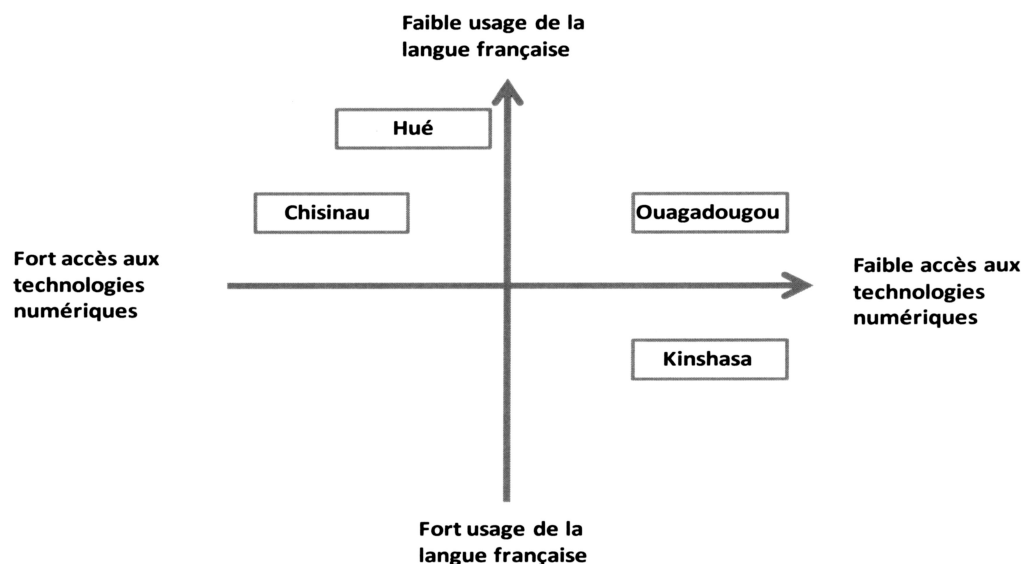 Faible usage de la
langue française
Hué
Chisinau
Ouagadougou
Fort accès aux
technologies
numériques
Faible accès aux
technologies
numériques
Kinshasa
Fort usage de la
langue française